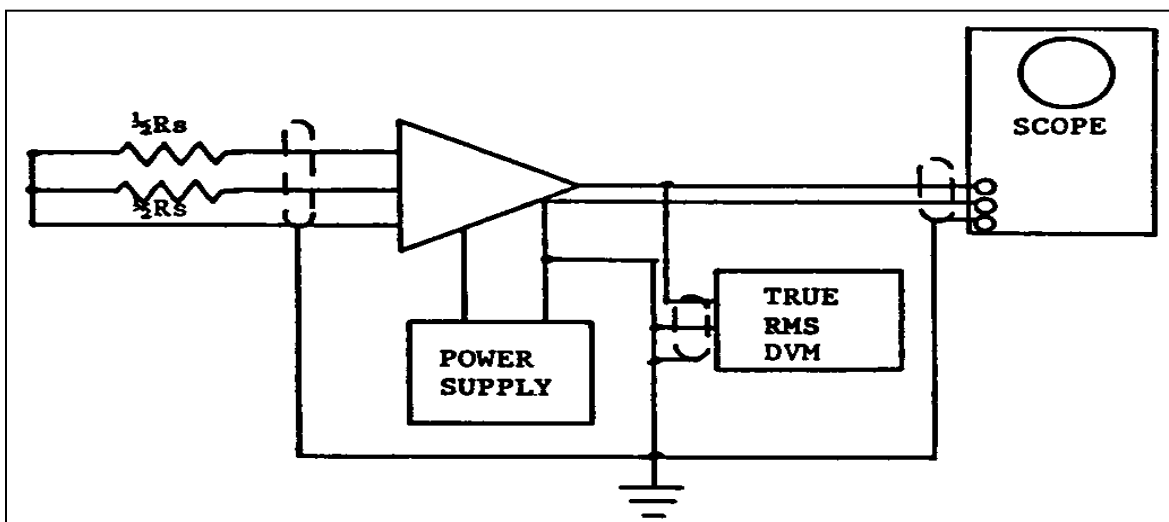 ½Rs
½Rs
SCOPE
TRUE
RMS
DVM
POWER
SUPPLY